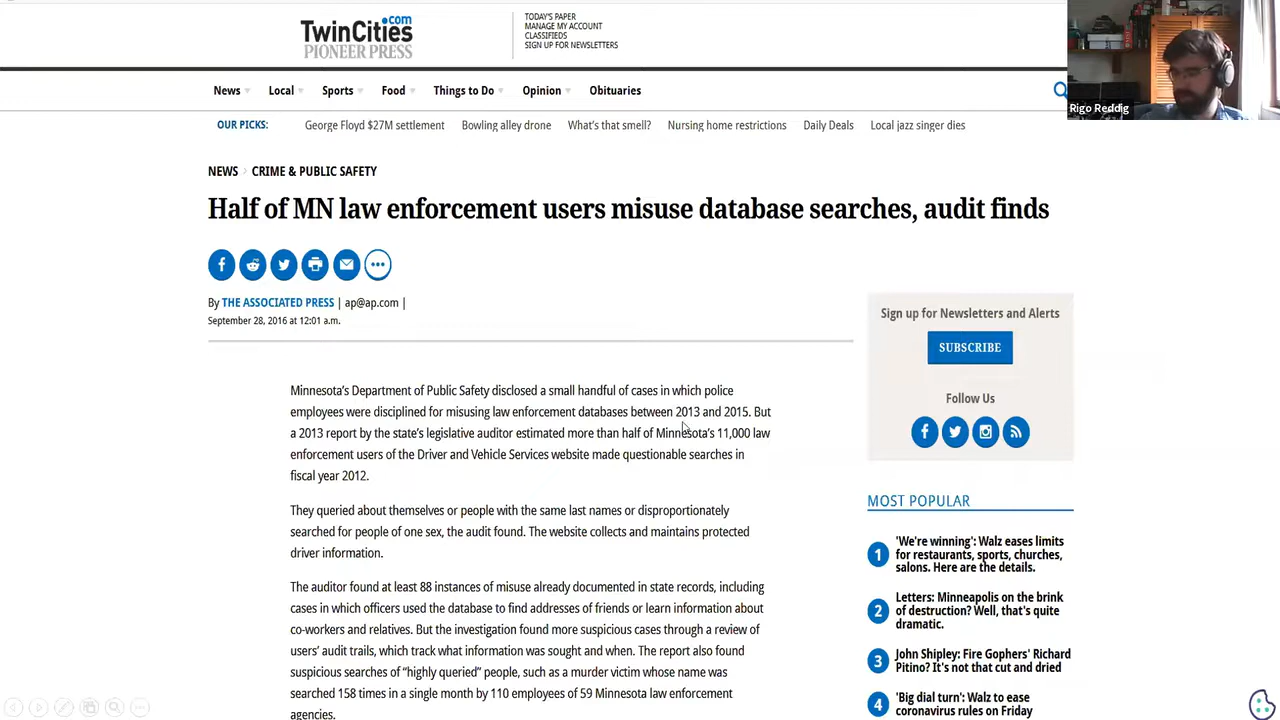 TwinCities.com
PIONEER PRESS
TODAY'S PAPER
MANAGE MY ACCOUNT
CLASSIFIEDS
SIGN UP FOR NEWSLETTERS
Rigo Reddig
News Local Sports Food Things to Do Opinion Obituaries
OUR PICKS: George Floyd $27M settlement Bowling alley drone What's that smell? Nursing home restrictions Daily Deals Local jazz singer dies
NEWS > CRIME & PUBLIC SAFETY
Half of MN law enforcement users misuse database searches, audit finds
By THE ASSOCIATED PRESS | ap@ap.com |
September 28, 2016 at 12:01 a.m.
Minnesota's Department of Public Safety disclosed a small handful of cases in which police
employees were disciplined for misusing law enforcement databases between 2013 and 2015. But
a 2013 report by the state's legislative auditor estimated more than half of Minnesota's 11,000 law
enforcement users of the Driver and Vehicle Services website made questionable searches in
fiscal year 2012.
They queried about themselves or people with the same last names or disproportionately
searched for people of one sex, the audit found. The website collects and maintains protected
driver information.
The auditor found at least 88 instances of misuse already documented in state records, including
cases in which officers used the database to find addresses of friends or learn information about
co-workers and relatives. But the investigation found more suspicious cases through a review of
users' audit trails, which track what information was sought and when. The report also found
suspicious searches of "highly queried" people, such as a murder victim whose name was
searched 158 times in a single month by 110 employees of 59 Minnesota law enforcement
agencies.
Sign up for Newsletters and Alerts
SUBSCRIBE
Follow Us
MOST POPULAR
1 'We're winning': Walz eases limits
for restaurants, sports, churches,
salons. Here are the details.
2 Letters: Minneapolis on the brink
of destruction? Well, that's quite
dramatic.
3 John Shipley: Fire Gophers' Richard
Pitino? It's not that cut and dried
4 'Big dial turn': Walz to ease
coronavirus rules on Friday